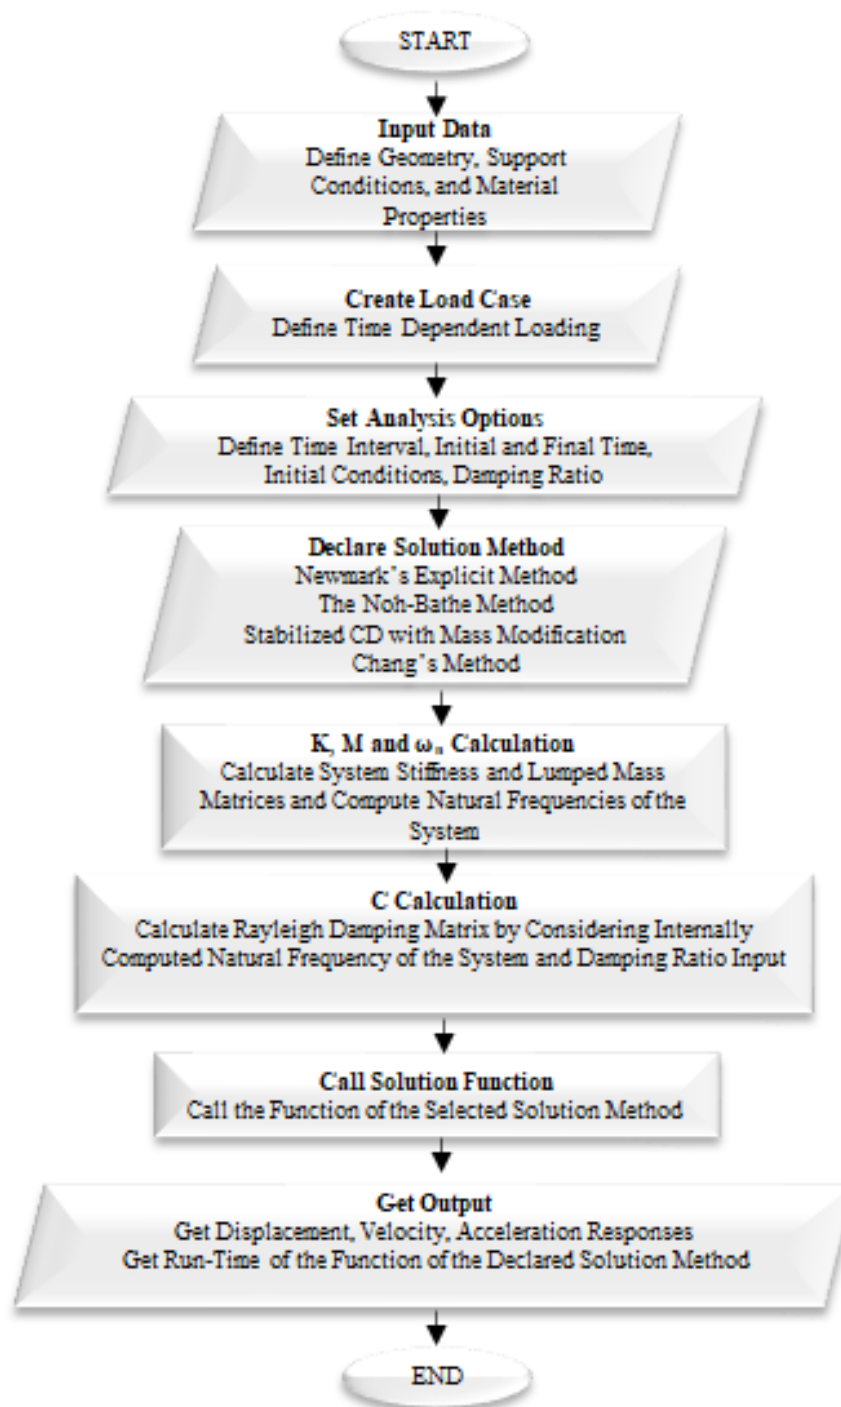 START
Input Data
Define Geometry, Support
Conditions, and Material
Properties
Create Load Case
Define Time Dependent Loading
Set Analysis Options
Define Time Interval, Initial and Final Time,
Initial Conditions, Damping Ratio
Declare Solution Method
Newmark's Explicit Method
The Noh-Bathe Method
Stabilized CD with Mass Modification
Chang's Method
K, M and ωₙ Calculation
Calculate System Stiffness and Lumped Mass
Matrices and Compute Natural Frequencies of the
System
C Calculation
Calculate Rayleigh Damping Matrix by Considering Internally
Computed Natural Frequency of the System and Damping Ratio Input
Call Solution Function
Call the Function of the Selected Solution Method
Get Output
Get Displacement, Velocity, Acceleration Responses
Get Run-Time of the Function of the Declared Solution Method
END